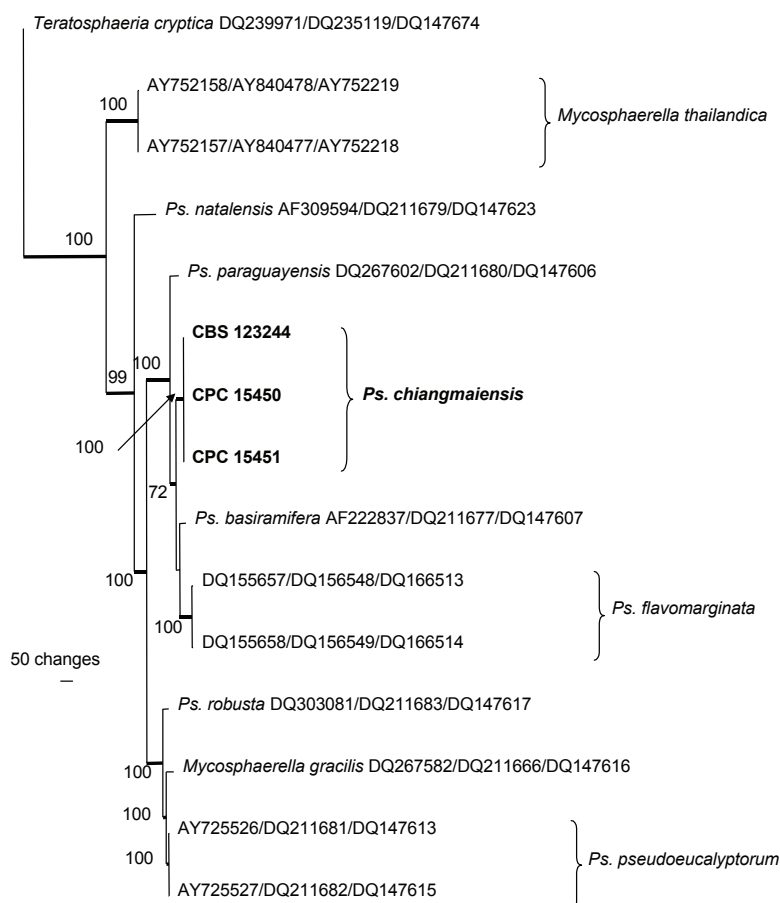 Teratosphaeria cryptica DQ239971/DQ235119/DQ147674
AY752158/AY840478/AY752219
100
Mycosphaerella thailandica
AY752157/AY840477/AY752218
Ps. natalensis AF309594/DQ211679/DQ147623
100
Ps. paraguayensis DQ267602/DQ211680/DQ147606
CBS 123244
100
99
CPC 15450
Ps. chiangmaiensis
100
CPC 15451
72
Ps. basiramifera AF222837/DQ211677/DQ147607
100
DQ155657/DQ156548/DQ166513
Ps. flavomarginata
100
DQ155658/DQ156549/DQ166514
50 changes
Ps. robusta DQ303081/DQ211683/DQ147617
100
Mycosphaerella gracilis DQ267582/DQ211666/DQ147616
100
AY725526/DQ211681/DQ147613
100
Ps. pseudoeucalyptorum
AY725527/DQ211682/DQ147615